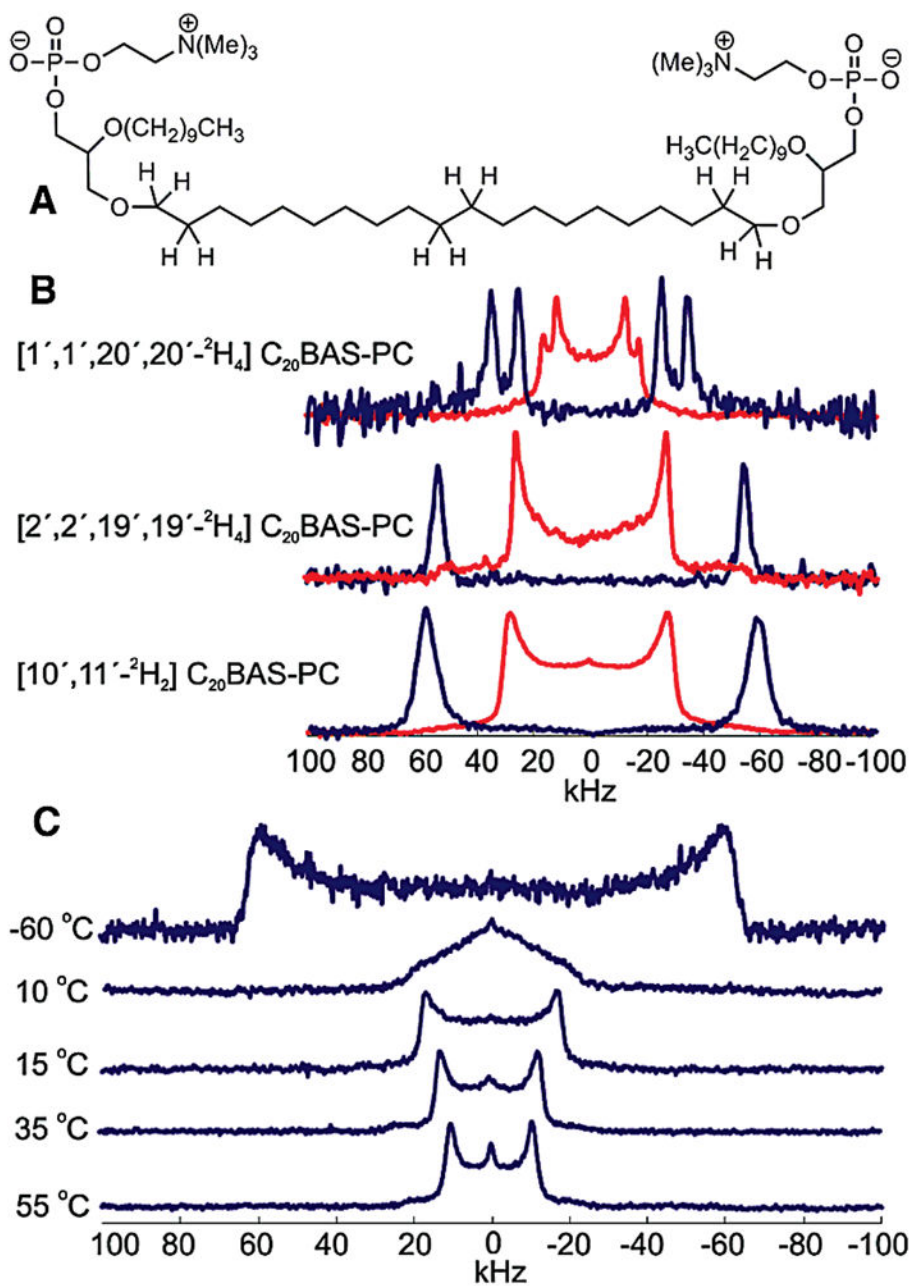 ⊖O-P(=O)-O N⊕(Me)3
(Me)3N⊕ O-P(=O)-O⊖
O
O
O(CH2)9CH3
H3C(H2C)9O
H H
H H
H H
A
O
O
H H
H H
H H
B
[1´,1´,20´,20´-²H₄] C₂₀BAS-PC
[2´,2´,19´,19´-²H₄] C₂₀BAS-PC
[10´,11´-²H₂] C₂₀BAS-PC
100 80 60 40 20 0 -20 -40 -60 -80 -100
kHz
C
-60 °C
10 °C
15 °C
35 °C
55 °C
100 80 60 40 20 0 -20 -40 -60 -80 -100
kHz